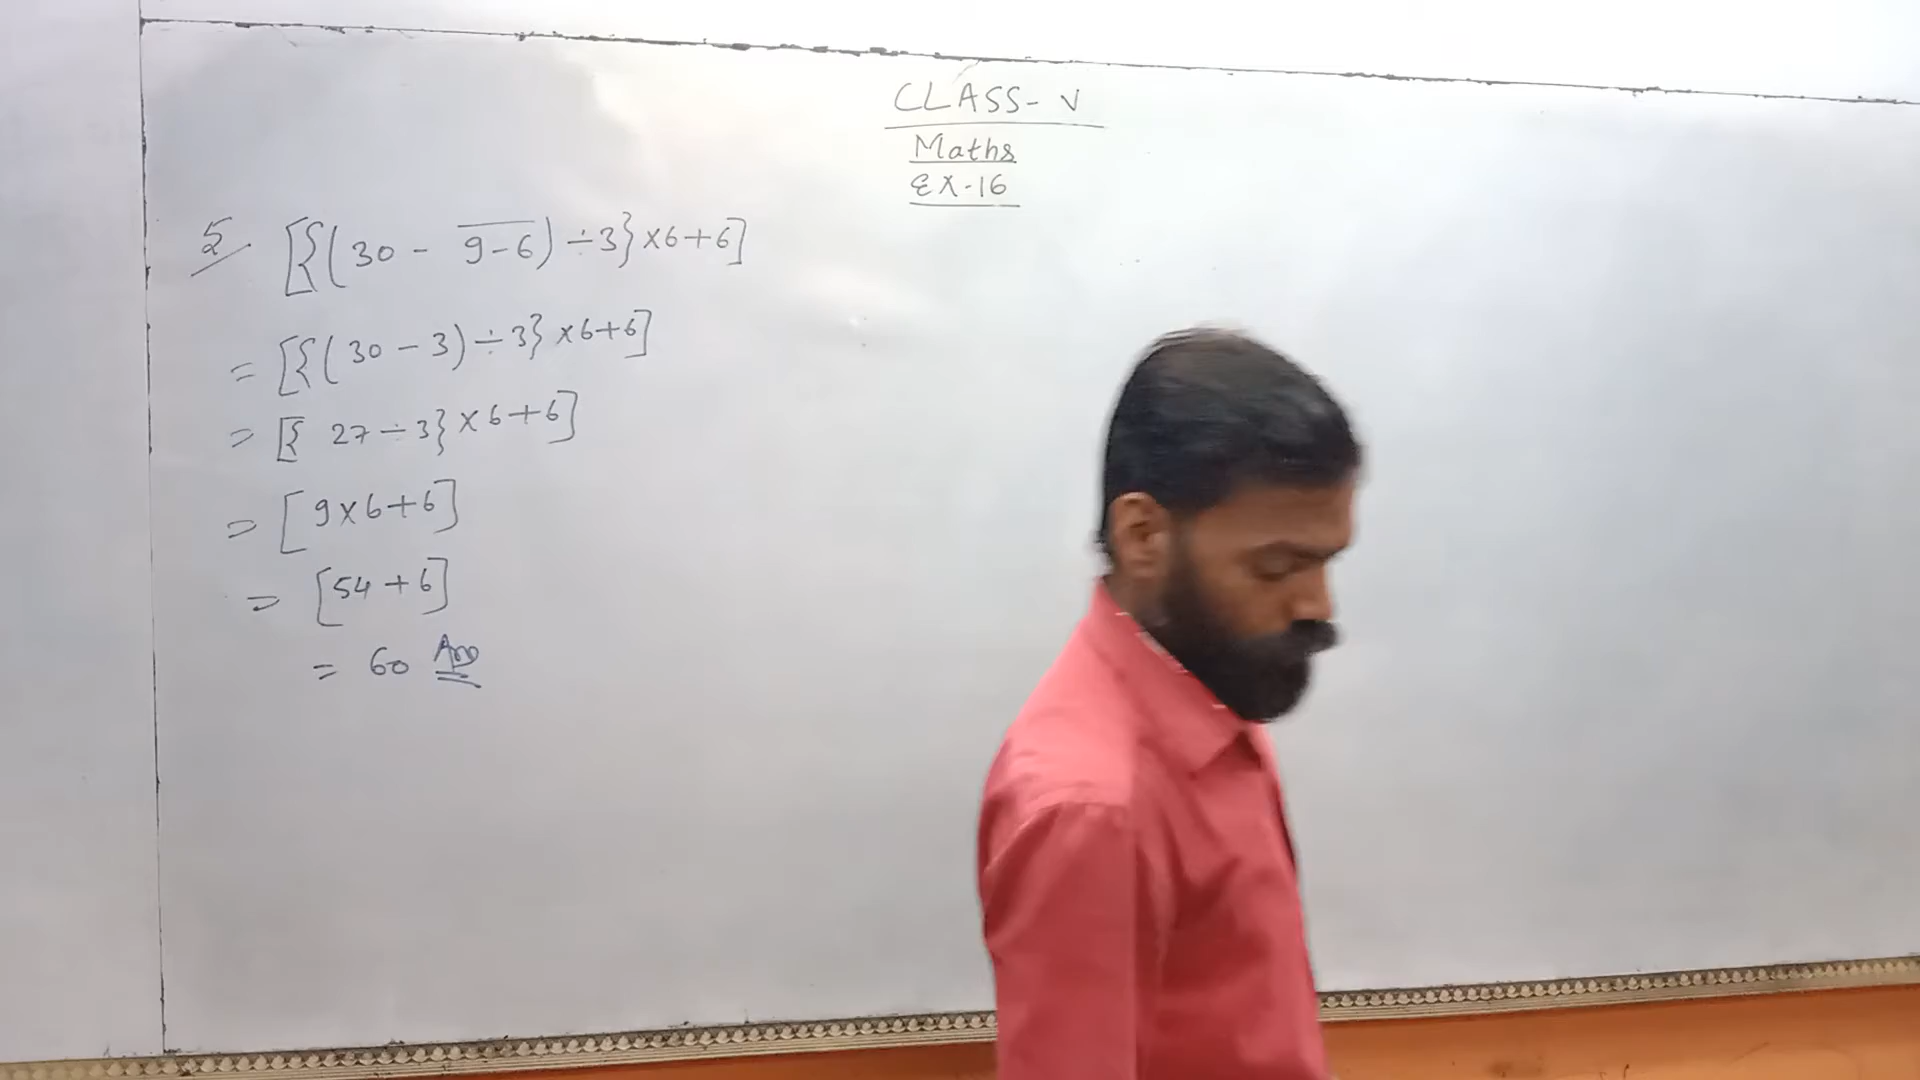 CLASS- V
Maths
EX-16
5. [{(30 - \overline{9-6}) ÷3} ×6+6]
= [{(30 - 3) ÷ 3} ×6+6]
= [{ 27 ÷ 3} × 6+6]
= [9×6+6]
= [54 + 6]
= 60 Ans